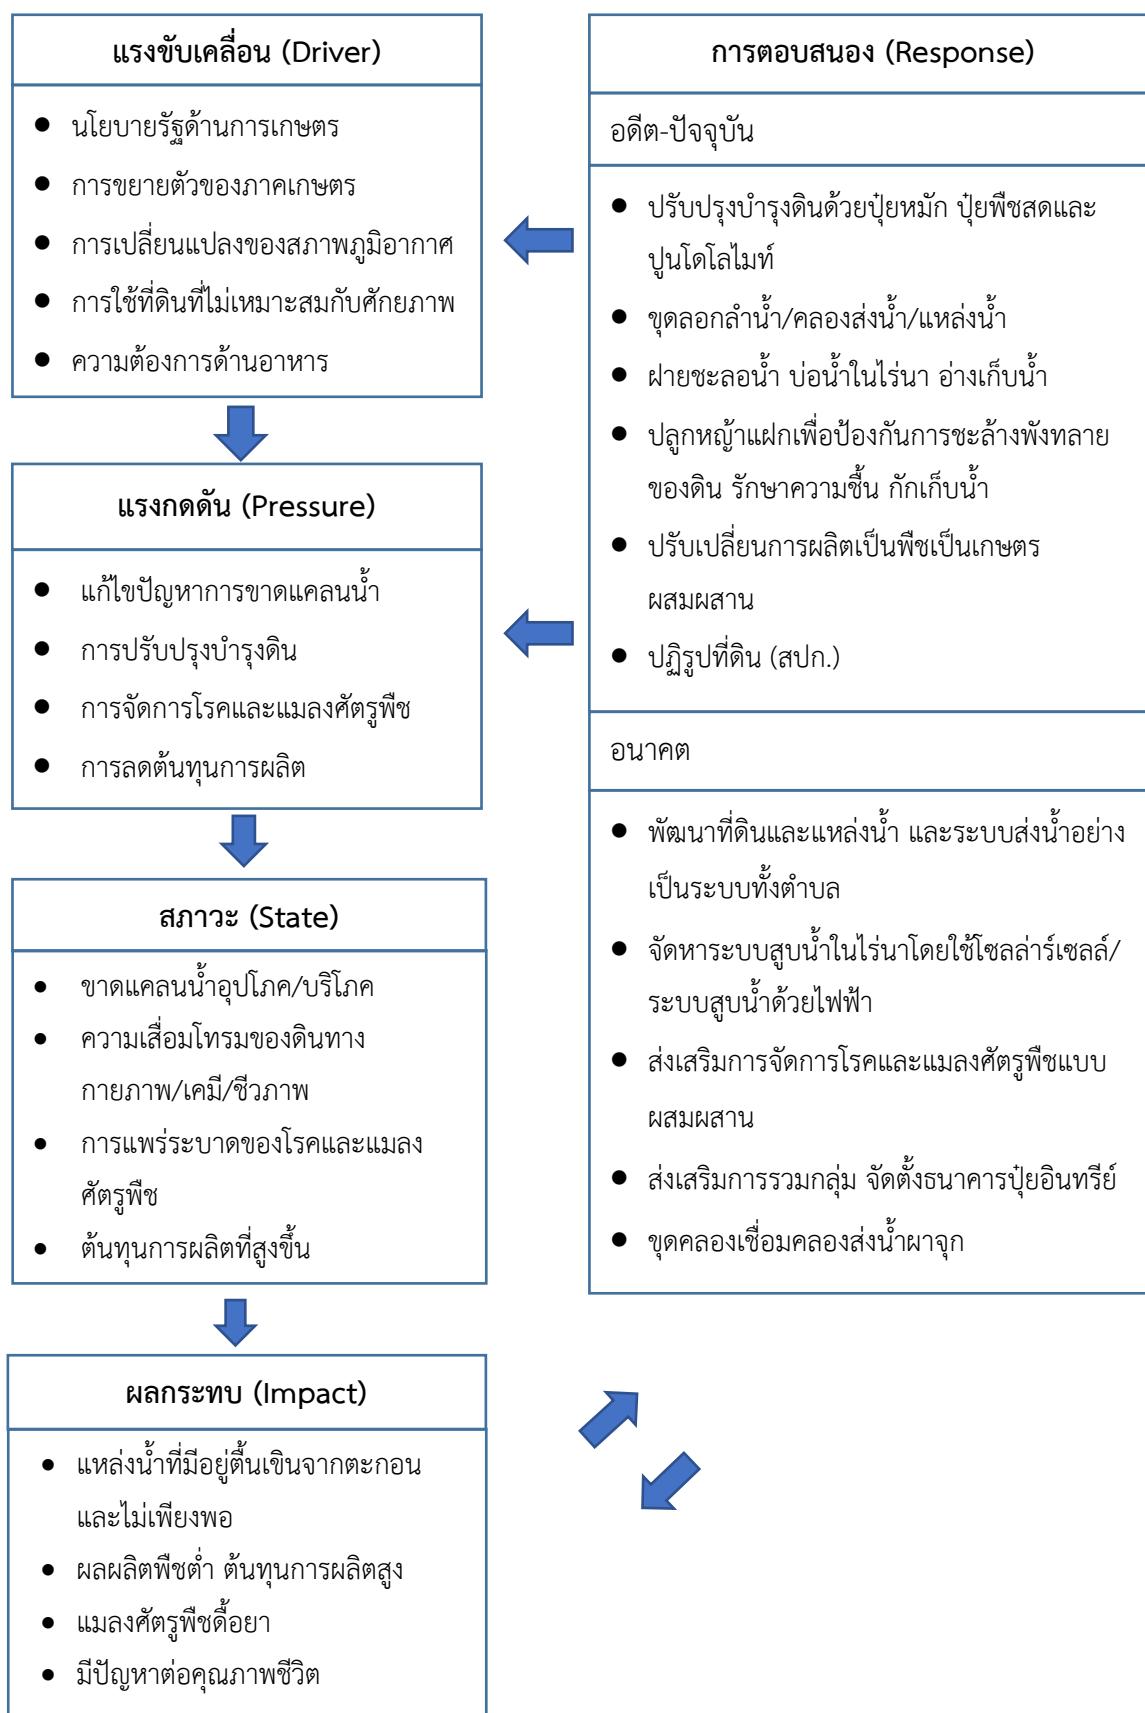 แรงขับเคลื่อน (Driver)
นโยบายรัฐด้านการเกษตร
การขยายตัวของภาคเกษตร
การเปลี่ยนแปลงของสภาพภูมิอากาศ
การใช้ที่ดินที่ไม่เหมาะสมกับศักยภาพ
ความต้องการด้านอาหาร
แรงกดดัน (Pressure)
แก้ไขปัญหาการขาดแคลนน้ำ
การปรับปรุงบำรุงดิน
การจัดการโรคและแมลงศัตรูพืช
การลดต้นทุนการผลิต
สภาวะ (State)
ขาดแคลนน้ำอุปโภค/บริโภค
ความเสื่อมโทรมของดินทาง
กายภาพ/เคมี/ชีวภาพ
การแพร่ระบาดของโรคและแมลง
ศัตรูพืช
ต้นทุนการผลิตที่สูงขึ้น
ผลกระทบ (Impact)
แหล่งน้ำที่มีอยู่ตื้นเขินจากตะกอน
และไม่เพียงพอ
ผลผลิตพืชต่ำ ต้นทุนการผลิตสูง
แมลงศัตรูพืชดื้อยา
มีปัญหาต่อคุณภาพชีวิต
การตอบสนอง (Response)
อดีต-ปัจจุบัน
ปรับปรุงบำรุงดินด้วยปุ๋ยหมัก ปุ๋ยพืชสดและ
ปูนโดโลไมท์
ขุดลอกลำน้ำ/คลองส่งน้ำ/แหล่งน้ำ
ฝายชะลอน้ำ บ่อน้ำในไร่นา อ่างเก็บน้ำ
ปลูกหญ้าแฝกเพื่อป้องกันการชะล้างพังทลาย
ของดิน รักษาความชื้น กักเก็บน้ำ
ปรับเปลี่ยนการผลิตเป็นพืชเป็นเกษตร
ผสมผสาน
ปฏิรูปที่ดิน (สปก.)
อนาคต
พัฒนาที่ดินและแหล่งน้ำ และระบบส่งน้ำอย่าง
เป็นระบบทั้งตำบล
จัดหาระบบสูบน้ำในไร่นาโดยใช้โซลล่าร์เซลล์/
ระบบสูบน้ำด้วยไฟฟ้า
ส่งเสริมการจัดการโรคและแมลงศัตรูพืชแบบ
ผสมผสาน
ส่งเสริมการรวมกลุ่ม จัดตั้งธนาคารปุ๋ยอินทรีย์
ขุดคลองเชื่อมคลองส่งน้ำผาจุก